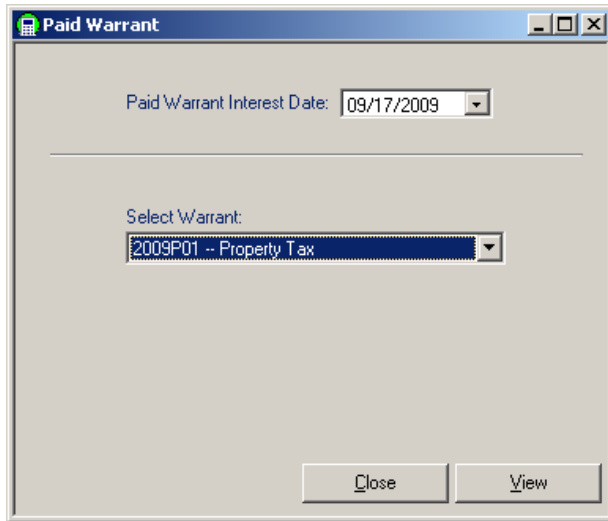 Paid Warrant
Paid Warrant Interest Date: 09/17/2009
Select Warrant:
2009P01 -- Property Tax
Close View